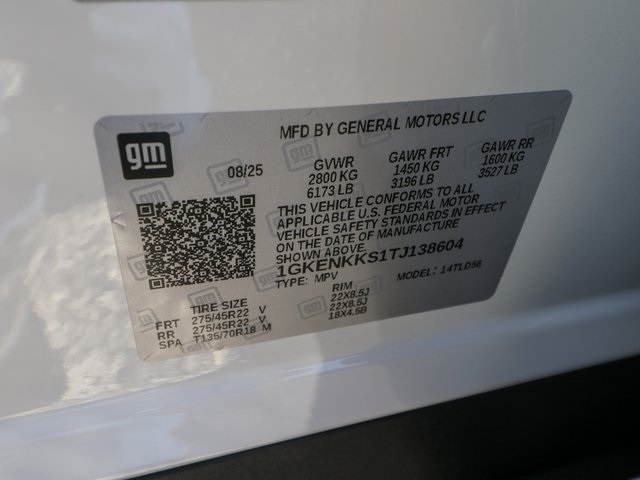 gm
MFD BY GENERAL MOTORS LLC
08/25
GVWR GAWR FRT GAWR RR
2800 KG 1450 KG 1600 KG
6173 LB 3196 LB 3527 LB
THIS VEHICLE CONFORMS TO ALL
APPLICABLE U.S. FEDERAL MOTOR
VEHICLE SAFETY STANDARDS IN EFFECT
ON THE DATE OF MANUFACTURE
1GKENKKS1TJ138604
TYPE: MPV MODEL: 14TLD56
TIRE SIZE RIM
FRT 275/45R22 V 22X8.5J
RR 275/45R22 V 22X8.5J
SPA T135/70R18 M 18X4.5B